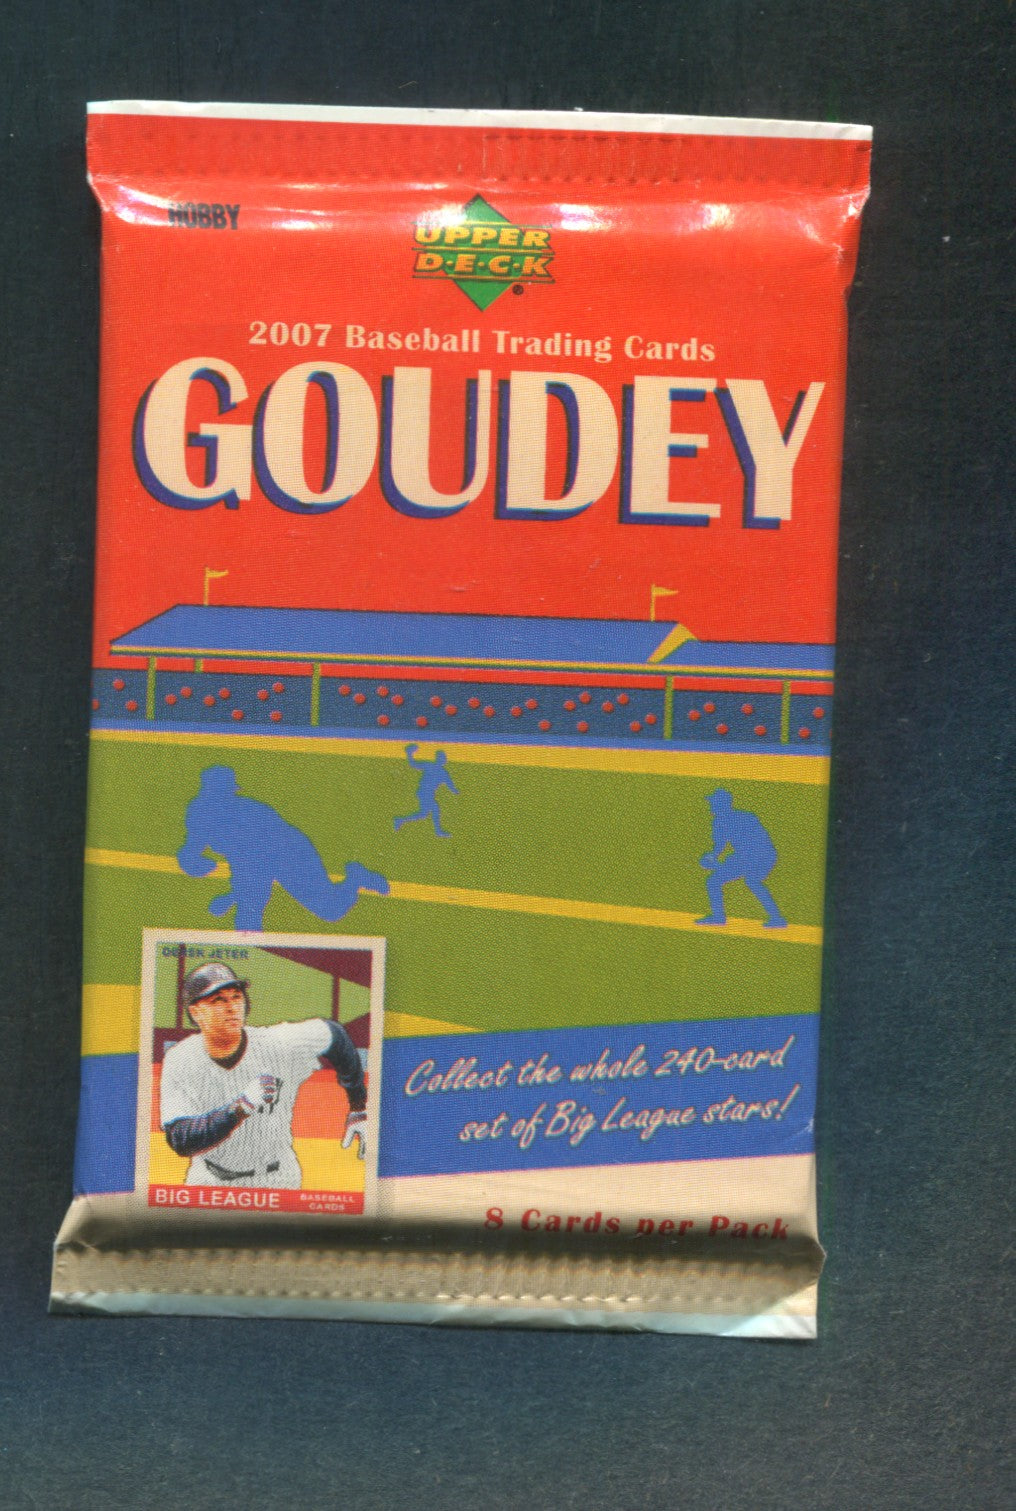 HOBBY
UPPER
D·E·C·K
®
2007 Baseball Trading Cards
GOUDEY
DEREK JETER
Collect the whole 240-card
set of Big League stars!
BIG LEAGUE BASEBALL
CARDS
8 Cards per Pack